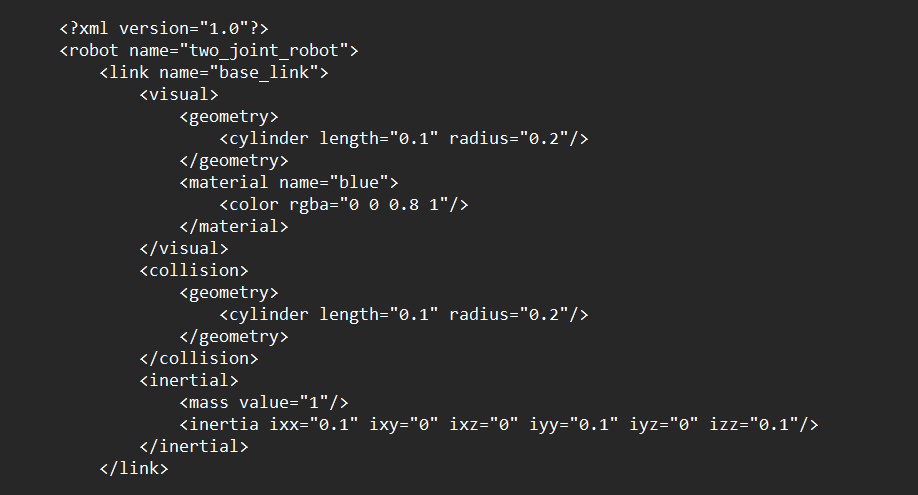 <?xml version="1.0"?>
<robot name="two_joint_robot">
    <link name="base_link">
        <visual>
            <geometry>
                <cylinder length="0.1" radius="0.2"/>
            </geometry>
            <material name="blue">
                <color rgba="0 0 0.8 1"/>
            </material>
        </visual>
        <collision>
            <geometry>
                <cylinder length="0.1" radius="0.2"/>
            </geometry>
        </collision>
        <inertial>
            <mass value="1"/>
            <inertia ixx="0.1" ixy="0" ixz="0" iyy="0.1" iyz="0" izz="0.1"/>
        </inertial>
    </link>